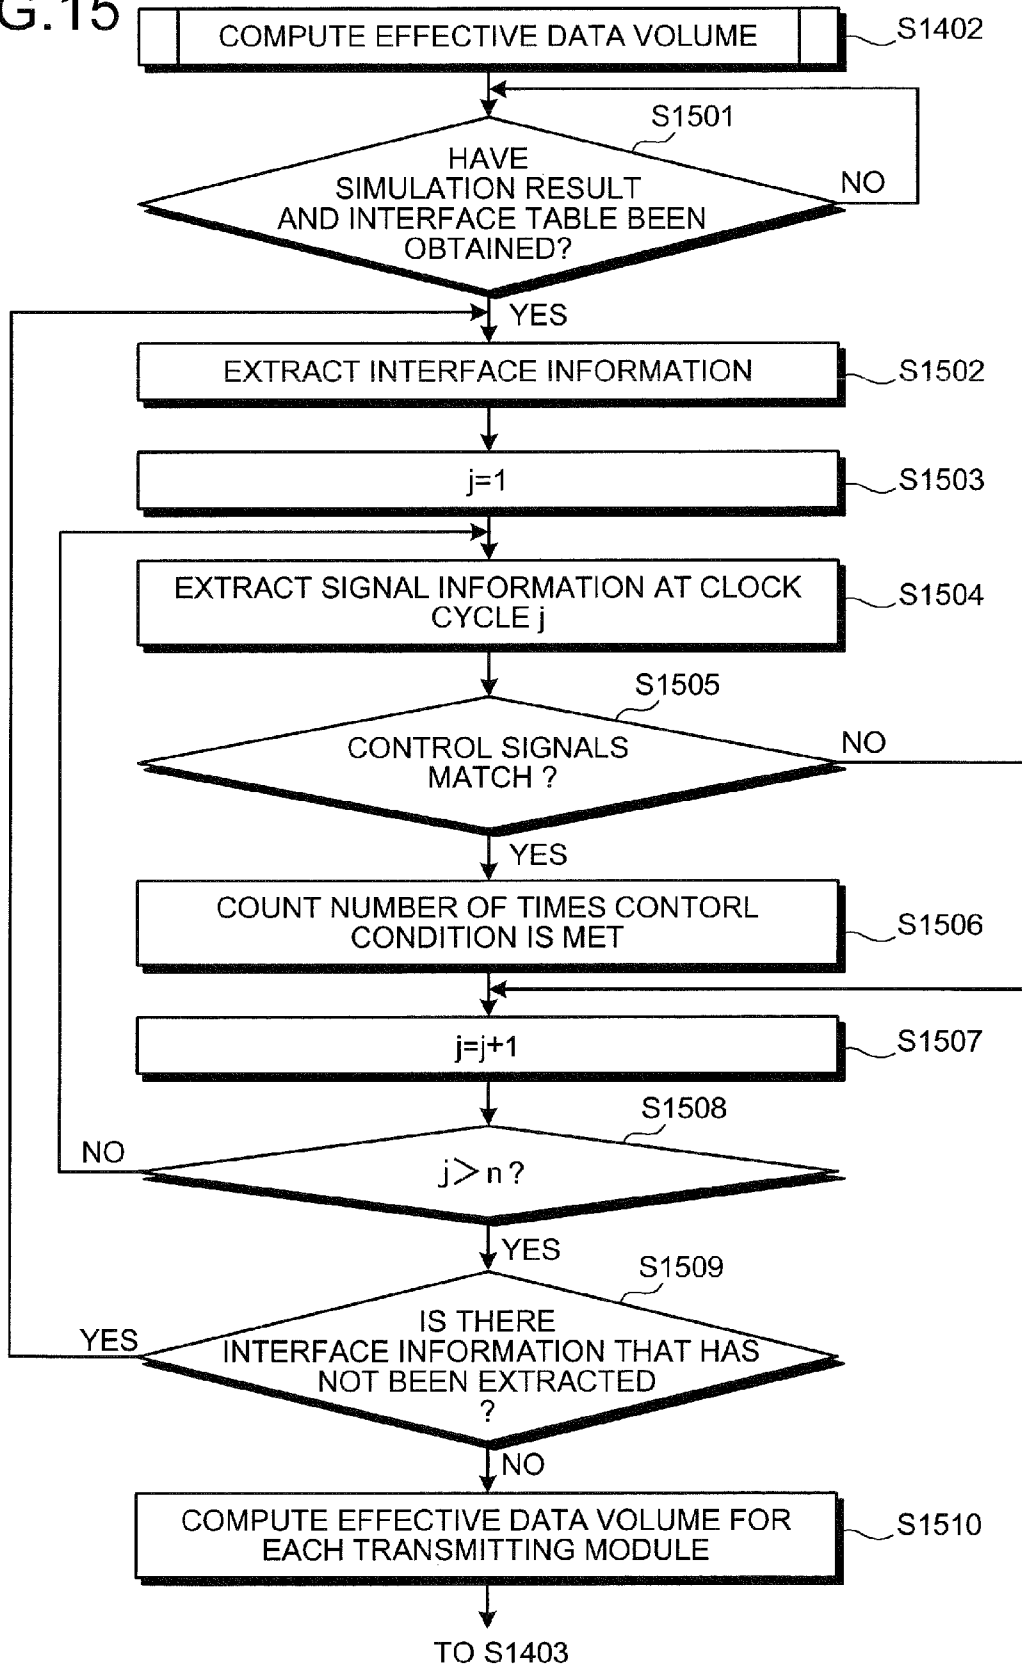 G.15
COMPUTE EFFECTIVE DATA VOLUME
S1402
S1501
HAVE
SIMULATION RESULT
AND INTERFACE TABLE BEEN
OBTAINED?
NO
YES
EXTRACT INTERFACE INFORMATION
S1502
j=1
S1503
EXTRACT SIGNAL INFORMATION AT CLOCK
CYCLE j
S1504
S1505
CONTROL SIGNALS
MATCH ?
NO
YES
COUNT NUMBER OF TIMES CONTORL
CONDITION IS MET
S1506
j=j+1
S1507
S1508
NO
j>n?
YES
S1509
YES
IS THERE
INTERFACE INFORMATION THAT HAS
NOT BEEN EXTRACTED
?
NO
COMPUTE EFFECTIVE DATA VOLUME FOR
EACH TRANSMITTING MODULE
S1510
TO S1403